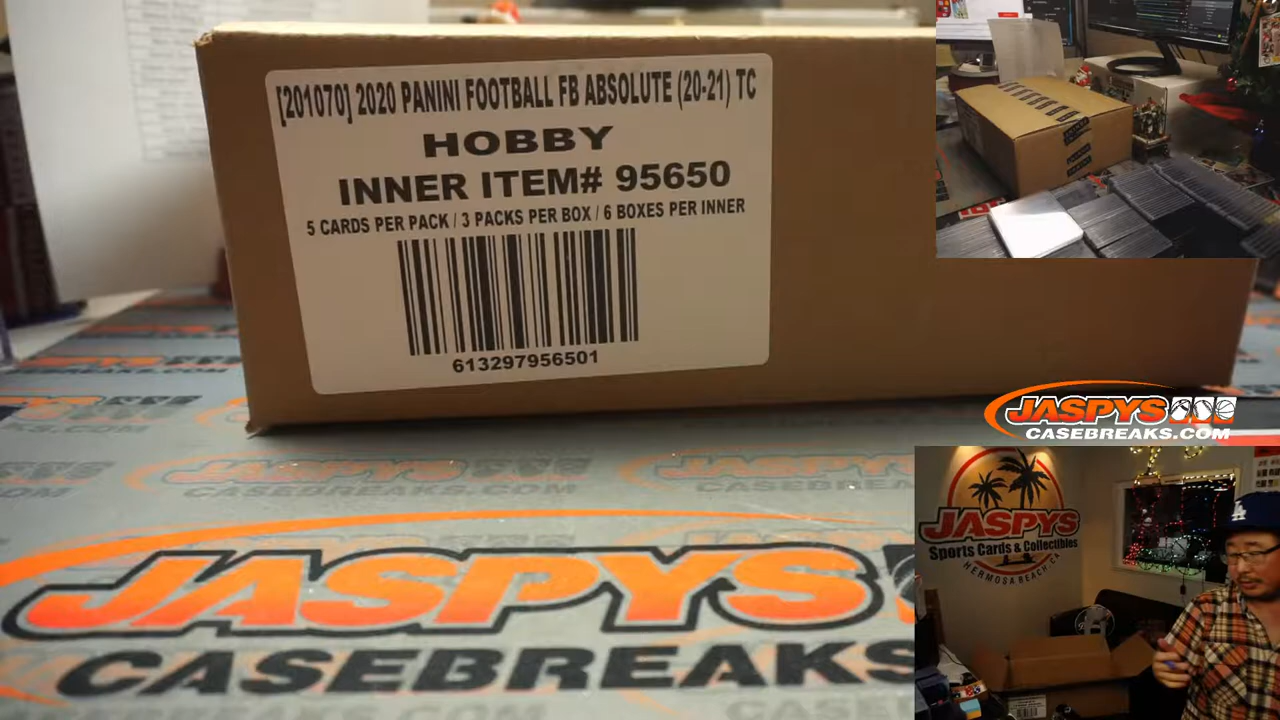 [201070] 2020 PANINI FOOTBALL FB ABSOLUTE (20-21) TC
HOBBY
INNER ITEM# 95650
5 CARDS PER PACK / 3 PACKS PER BOX / 6 BOXES PER INNER
613297956501
JASPYS
CASEBREAKS.COM
JASPYS
CASEBREAKS
JASPYS
Sports Cards & Collectibles
HERMOSA BEACH, CA